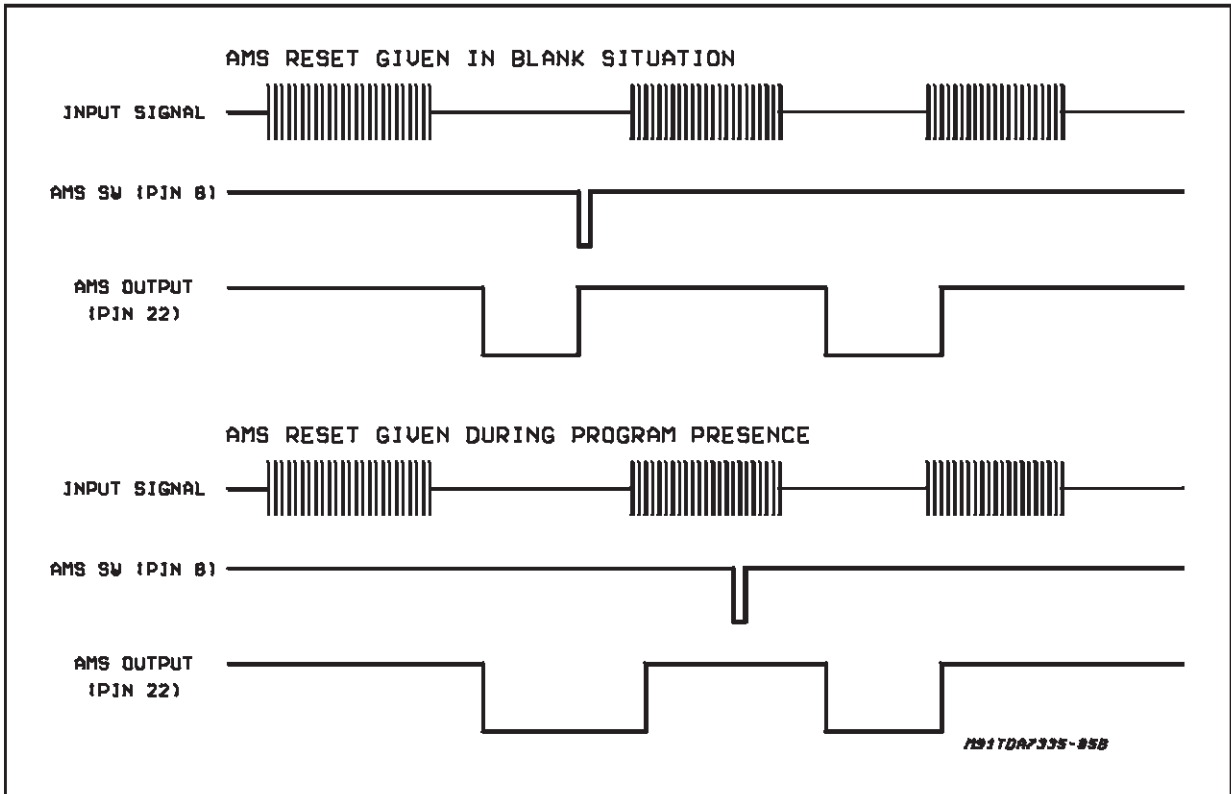 AMS RESET GIVEN IN BLANK SITUATION
INPUT SIGNAL
AMS SW (PIN 8)
AMS OUTPUT
(PIN 22)
AMS RESET GIVEN DURING PROGRAM PRESENCE
INPUT SIGNAL
AMS SW (PIN 8)
AMS OUTPUT
(PIN 22)
M91TDA7335-05B